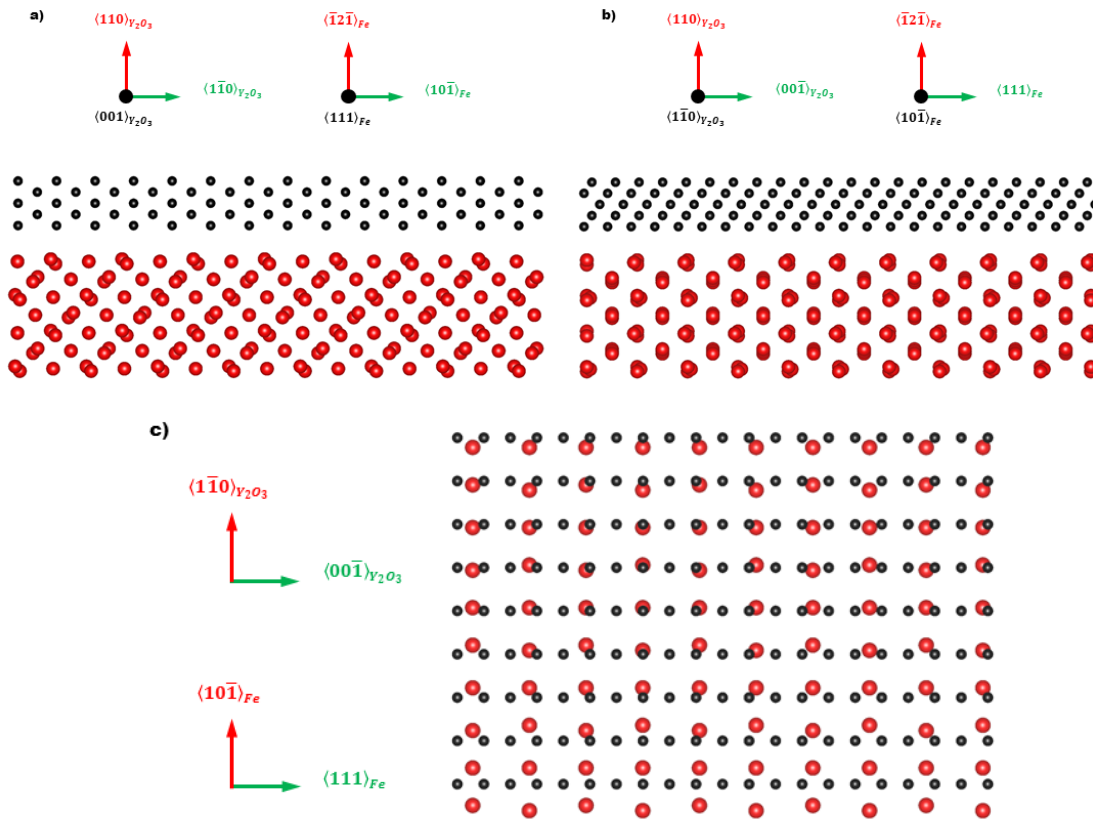 a)
⟨110⟩Y₂O₃
⟨1̅21̅⟩Fe
⟨11̅0⟩Y₂O₃
⟨101̅⟩Fe
⟨001⟩Y₂O₃
⟨111⟩Fe
b)
⟨110⟩Y₂O₃
⟨1̅21̅⟩Fe
⟨001̅⟩Y₂O₃
⟨111⟩Fe
⟨11̅0⟩Y₂O₃
⟨101̅⟩Fe
c)
⟨11̅0⟩Y₂O₃
⟨001̅⟩Y₂O₃
⟨101̅⟩Fe
⟨111⟩Fe